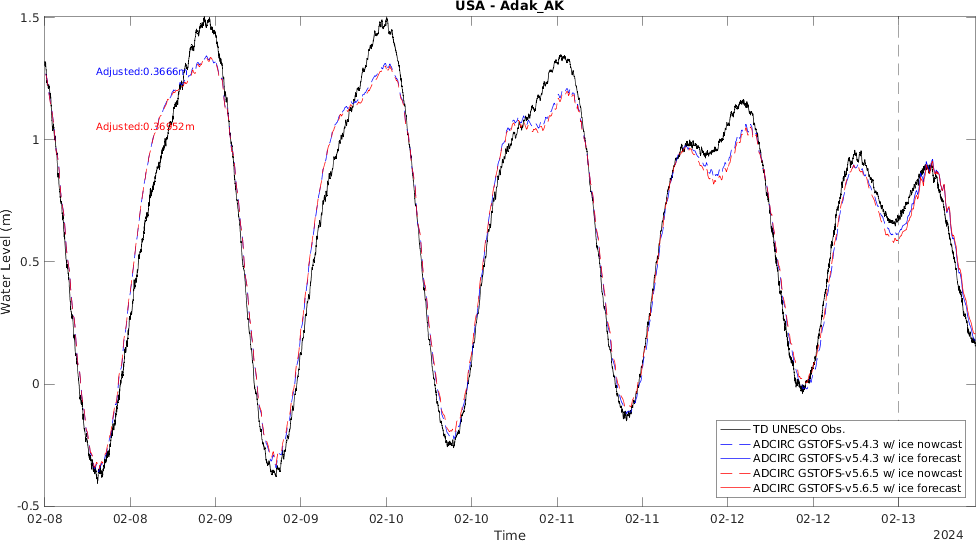 USA - Adak_AK
1.5
1
0.5
0
-0.5
Water Level (m)
Adjusted:0.3666m
Adjusted:0.36952m
TD UNESCO Obs.
ADCIRC GSTOFS-v5.4.3 w/ ice nowcast
ADCIRC GSTOFS-v5.4.3 w/ ice forecast
ADCIRC GSTOFS-v5.6.5 w/ ice nowcast
ADCIRC GSTOFS-v5.6.5 w/ ice forecast
02-08 02-08 02-09 02-09 02-10 02-10 02-11 02-11 02-12 02-12 02-13
Time
2024